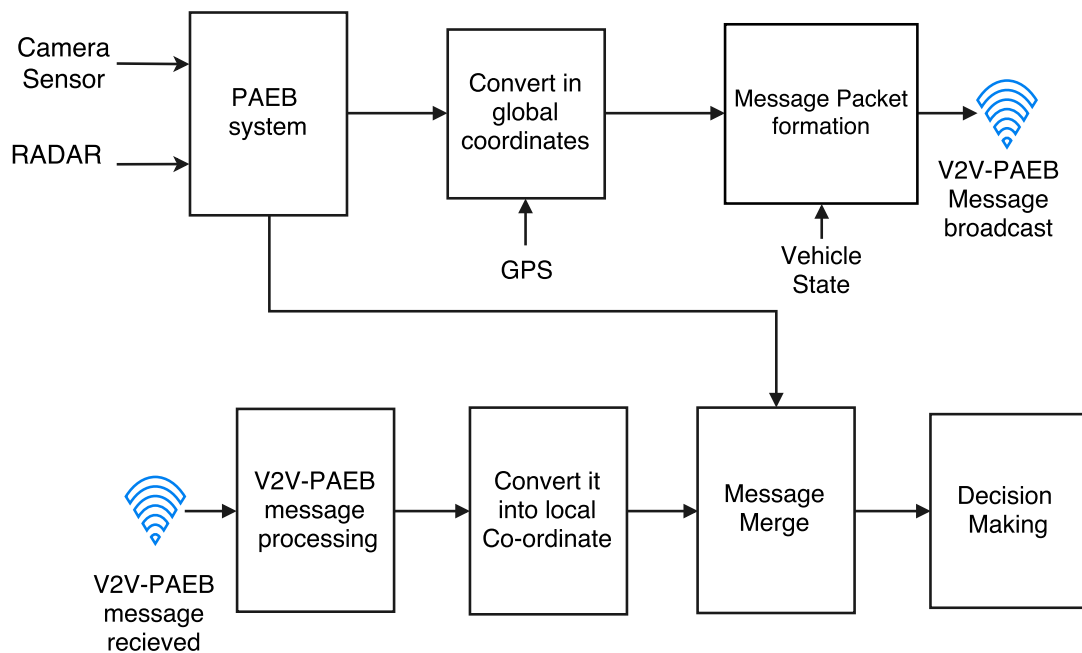 Camera
Sensor
RADAR
PAEB
system
Convert in
global
coordinates
GPS
Message Packet
formation
Vehicle
State
V2V-PAEB
Message
broadcast
V2V-PAEB
message
recieved
V2V-PAEB
message
processing
Convert it
into local
Co-ordinate
Message
Merge
Decision
Making